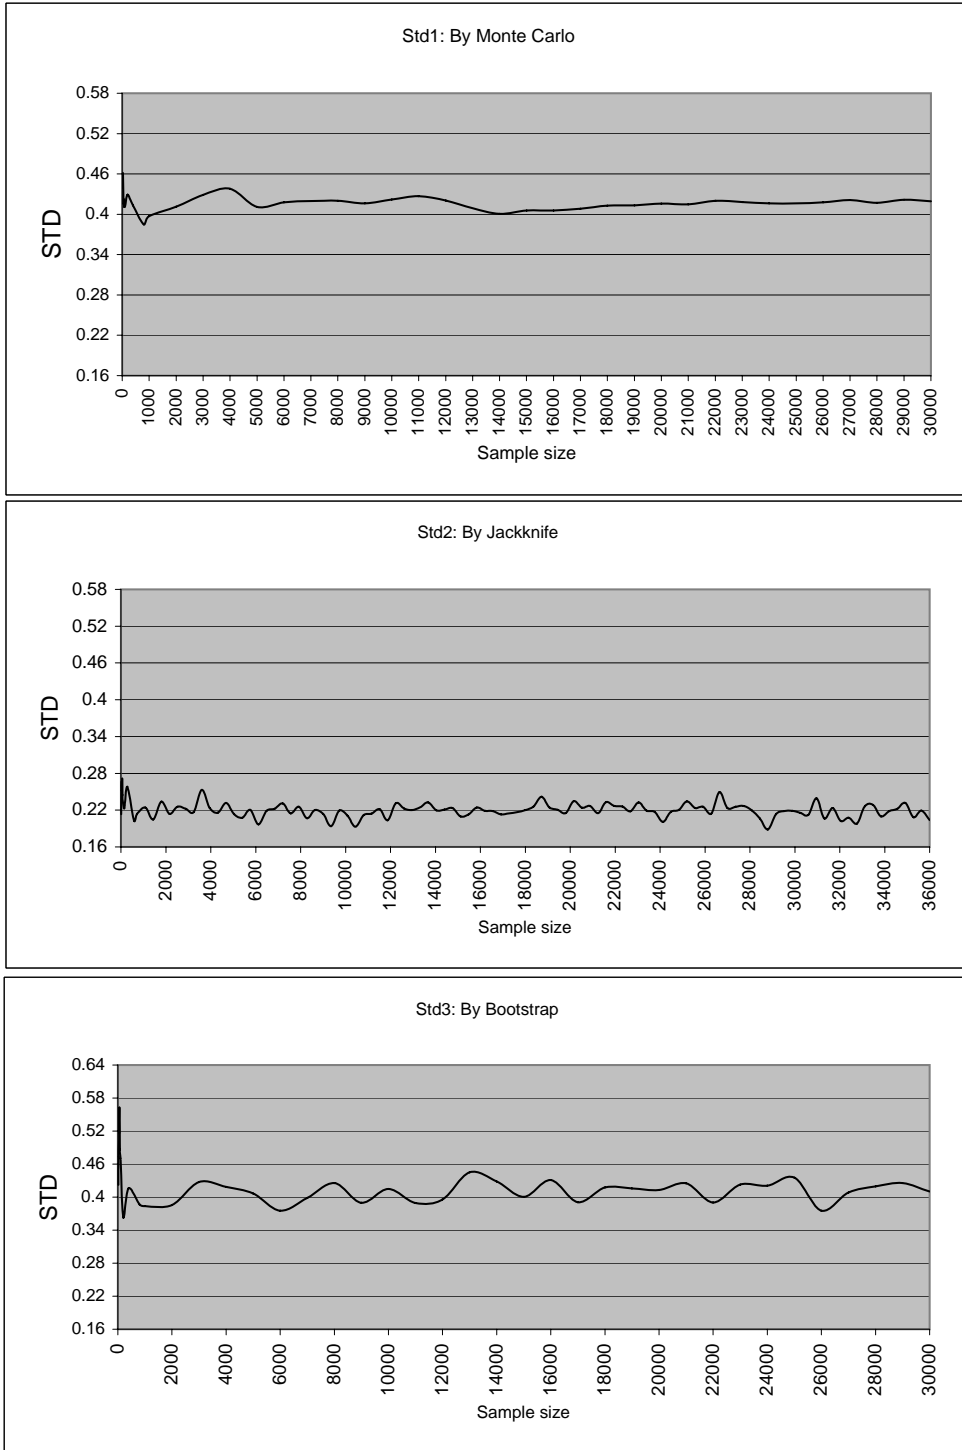 Std1: By Monte Carlo
0.58
0.52
0.46
0.4
0.34
0.28
0.22
0.16
STD
0 1000 2000 3000 4000 5000 6000 7000 8000 9000 10000 11000 12000 13000 14000 15000 16000 17000 18000 19000 20000 21000 22000 23000 24000 25000 26000 27000 28000 29000 30000
Sample size
Std2: By Jackknife
0.58
0.52
0.46
0.4
0.34
0.28
0.22
0.16
STD
0 2000 4000 6000 8000 10000 12000 14000 16000 18000 20000 22000 24000 26000 28000 30000 32000 34000 36000
Sample size
Std3: By Bootstrap
0.64
0.58
0.52
0.46
0.4
0.34
0.28
0.22
0.16
STD
0 2000 4000 6000 8000 10000 12000 14000 16000 18000 20000 22000 24000 26000 28000 30000
Sample size